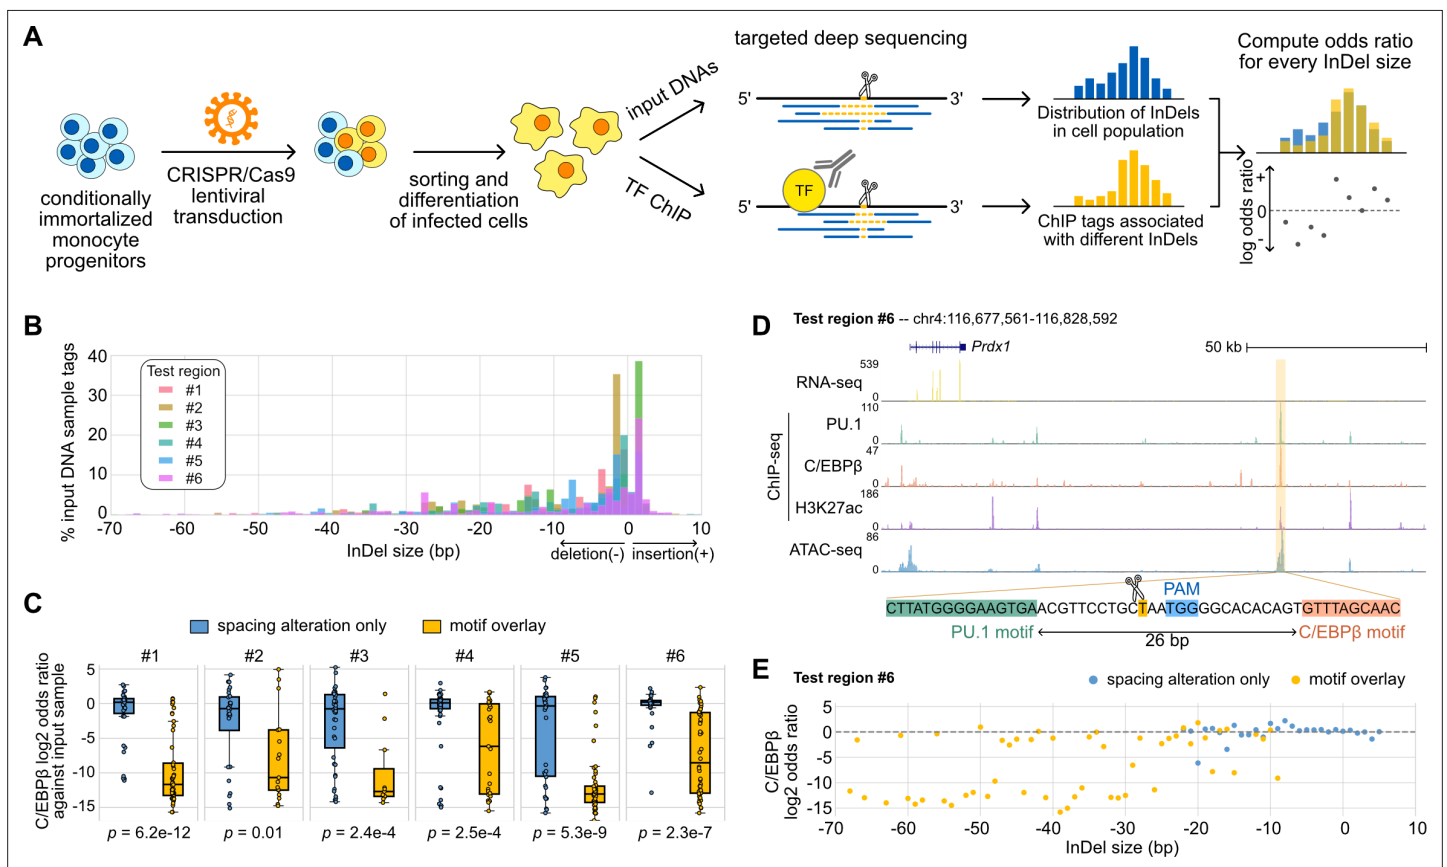 A
conditionally
immortalized
monocyte
progenitors
CRISPR/Cas9
lentiviral
transduction
sorting and
differentiation
of infected cells
input DNAs
TF ChIP
targeted deep sequencing
5'
3'
TF
5'
3'
Distribution of InDels
in cell population
ChIP tags associated
with different InDels
Compute odds ratio
for every InDel size
log odds ratio
+
0
-
B
% input DNA sample tags
40
30
20
10
0
Test region
#1
#2
#3
#4
#5
#6
-70 -60 -50 -40 -30 -20 -10 0 10
InDel size (bp)
deletion(-) insertion(+)
C
spacing alteration only motif overlay
C/EBPβ log2 odds ratio
against input sample
#1 #2 #3 #4 #5 #6
5
0
-5
-10
-15
p = 6.2e-12 p = 0.01 p = 2.4e-4 p = 2.5e-4 p = 5.3e-9 p = 2.3e-7
D
Test region #6 -- chr4:116,677,561-116,828,592
Prdx1
50 kb
RNA-seq
539
0
ChIP-seq
PU.1
110
0
C/EBPβ
47
0
H3K27ac
186
0
ATAC-seq
86
0
PAM
CTTATGGGGAAGTGAACGTTCCTGCTAATGGGGCACACAGTGTTTAGCAAC
PU.1 motif
26 bp
C/EBPβ motif
E
Test region #6
spacing alteration only motif overlay
C/EBPβ
log2 odds ratio
5
0
-5
-10
-15
-70 -60 -50 -40 -30 -20 -10 0 10
InDel size (bp)